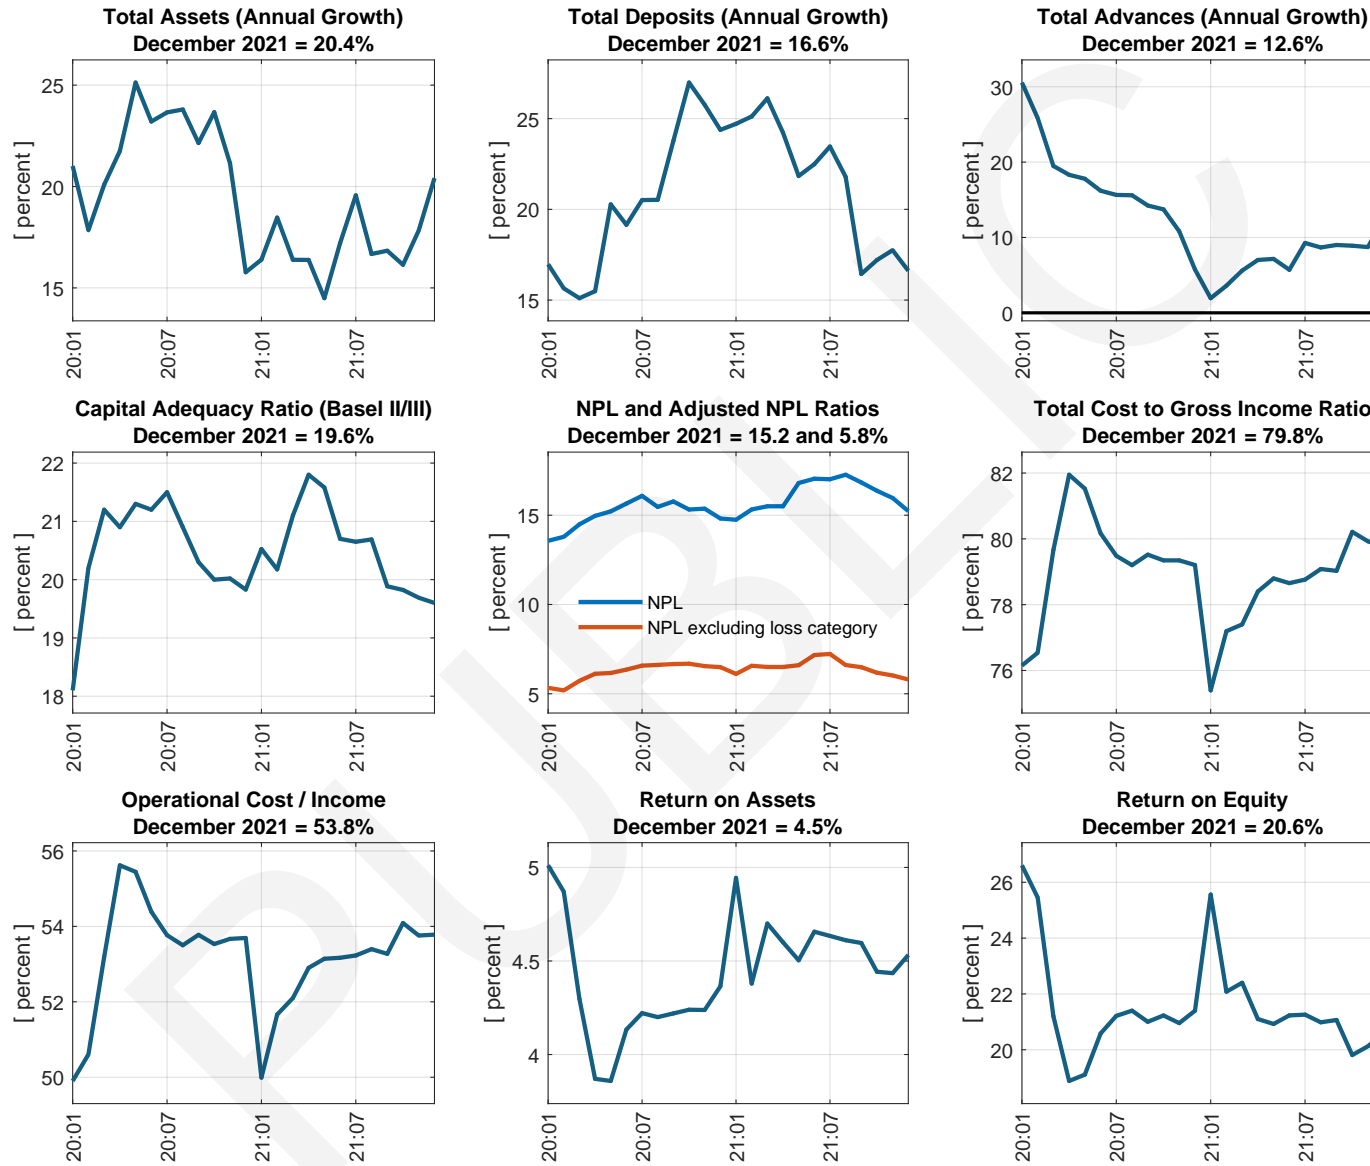 Total Assets (Annual Growth)
December 2021 = 20.4%
[ percent ]
25
20
15
20:01
20:07
21:01
21:07
Total Deposits (Annual Growth)
December 2021 = 16.6%
[ percent ]
25
20
15
20:01
20:07
21:01
21:07
Total Advances (Annual Growth)
December 2021 = 12.6%
[ percent ]
30
20
10
0
20:01
20:07
21:01
21:07
Capital Adequacy Ratio (Basel II/III)
December 2021 = 19.6%
[ percent ]
22
21
20
19
18
20:01
20:07
21:01
21:07
NPL and Adjusted NPL Ratios
December 2021 = 15.2 and 5.8%
[ percent ]
15
10
5
NPL
NPL excluding loss category
20:01
20:07
21:01
21:07
Total Cost to Gross Income Ratio
December 2021 = 79.8%
[ percent ]
82
80
78
76
20:01
20:07
21:01
21:07
Operational Cost / Income
December 2021 = 53.8%
[ percent ]
56
54
52
50
20:01
20:07
21:01
21:07
Return on Assets
December 2021 = 4.5%
[ percent ]
5
4.5
4
20:01
20:07
21:01
21:07
Return on Equity
December 2021 = 20.6%
[ percent ]
26
24
22
20
20:01
20:07
21:01
21:07
PUBLIC